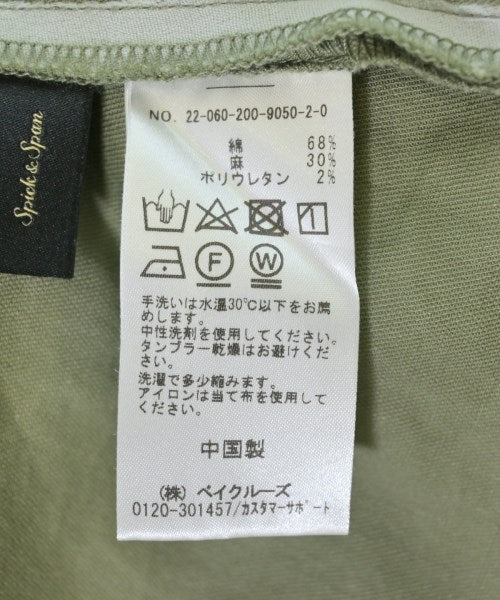 Spick & Span
NO. 22-060-200-9050-2-0
綿 68%
麻 30%
ポリウレタン 2%
F W
手洗いは水温30℃以下をお薦
めします。
中性洗剤を使用してください。
タンブラー乾燥はお避けくだ
さい。
洗濯で多少縮みます。
アイロンは当て布を使用して
ください。
中国製
(株) ベイクルーズ
0120-301457/カスタマーサポート